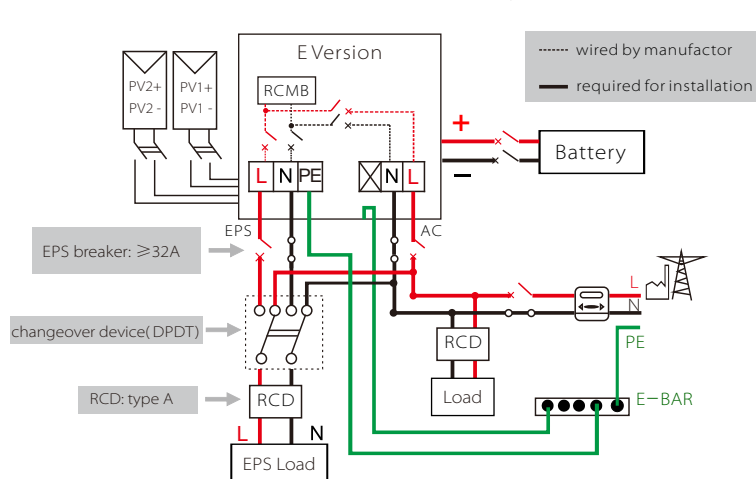 E Version
wired by manufactor
required for installation
PV2+
PV2 -
PV1+
PV1 -
RCMB
+
Battery
−
L N PE
N L
EPS
AC
EPS breaker: ≥32A
L
N
changeover device( DPDT)
RCD
PE
RCD: type A
RCD
Load
E−BAR
L N
EPS Load